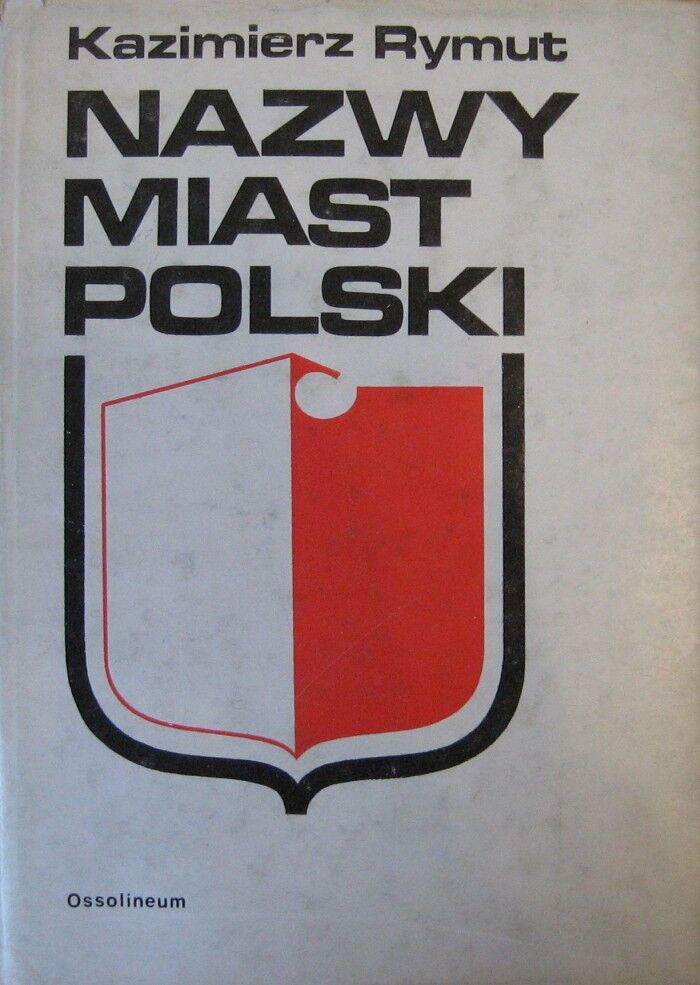 Kazimierz Rymut
NAZWY
MIAST
POLSKI
Ossolineum